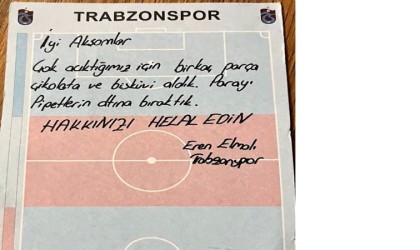 TRABZONSPOR
İyi Akşamlar
Çok acıktığımız için birkaç parça
çikolata ve bisküvi aldık. Parayı
Pipetlerin altına bıraktık.
HAKKINIZI HELAL EDİN
Eren Elmalı
Trabzonspor